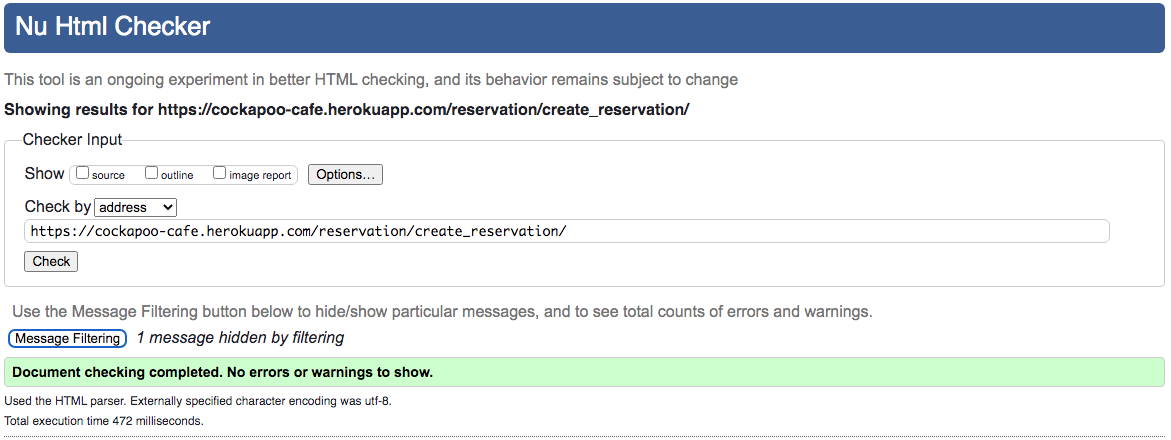 Nu Html Checker
This tool is an ongoing experiment in better HTML checking, and its behavior remains subject to change
Showing results for https://cockapoo-cafe.herokuapp.com/reservation/create_reservation/
Checker Input
Show source outline image report Options...
Check by address
https://cockapoo-cafe.herokuapp.com/reservation/create_reservation/
Check
Use the Message Filtering button below to hide/show particular messages, and to see total counts of errors and warnings.
Message Filtering 1 message hidden by filtering
Document checking completed. No errors or warnings to show.
Used the HTML parser. Externally specified character encoding was utf-8.
Total execution time 472 milliseconds.